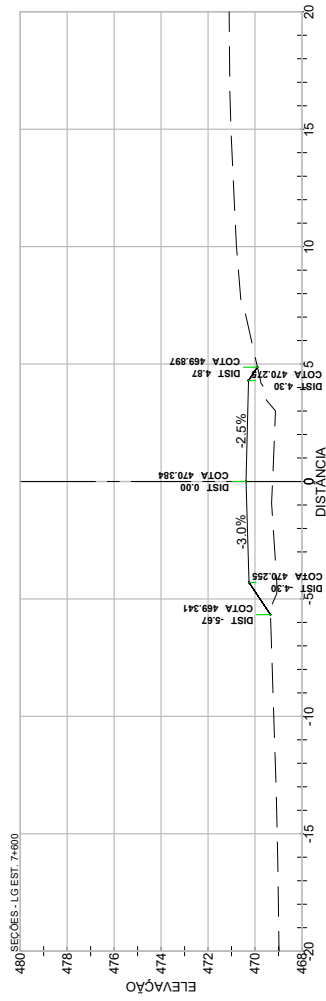 SEÇÕES - LG EST. 7+600
ELEVAÇÃO
480
478
476
474
472
470
468
-20
-15
-10
-5
0
5
10
15
20
DISTÂNCIA
DIST -5.67
COTA 469.341
DIST -4.30
COTA 470.255
-3.0%
DIST 0.00
COTA 470.384
-2.5%
DIST 4.30
COTA 470.275
DIST 4.87
COTA 469.897